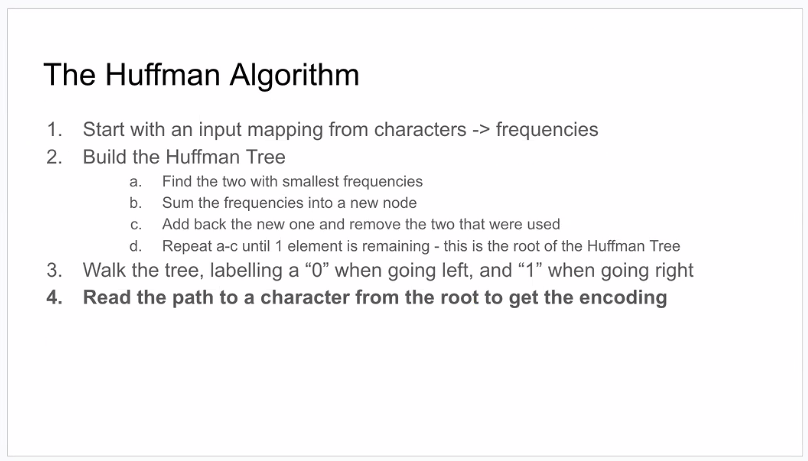 The Huffman Algorithm
1. Start with an input mapping from characters -> frequencies
2. Build the Huffman Tree
a. Find the two with smallest frequencies
b. Sum the frequencies into a new node
c. Add back the new one and remove the two that were used
d. Repeat a-c until 1 element is remaining - this is the root of the Huffman Tree
3. Walk the tree, labelling a “0” when going left, and “1” when going right
4. Read the path to a character from the root to get the encoding